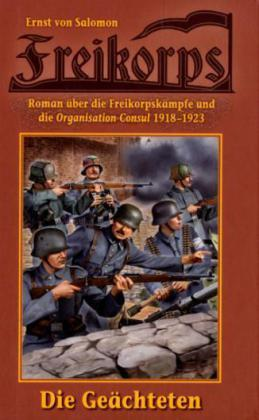 Ernst von Salomon
Freikorps
Roman über die Freikorpskämpfe und
die Organisation-Consul 1918–1923
Die Geächteten